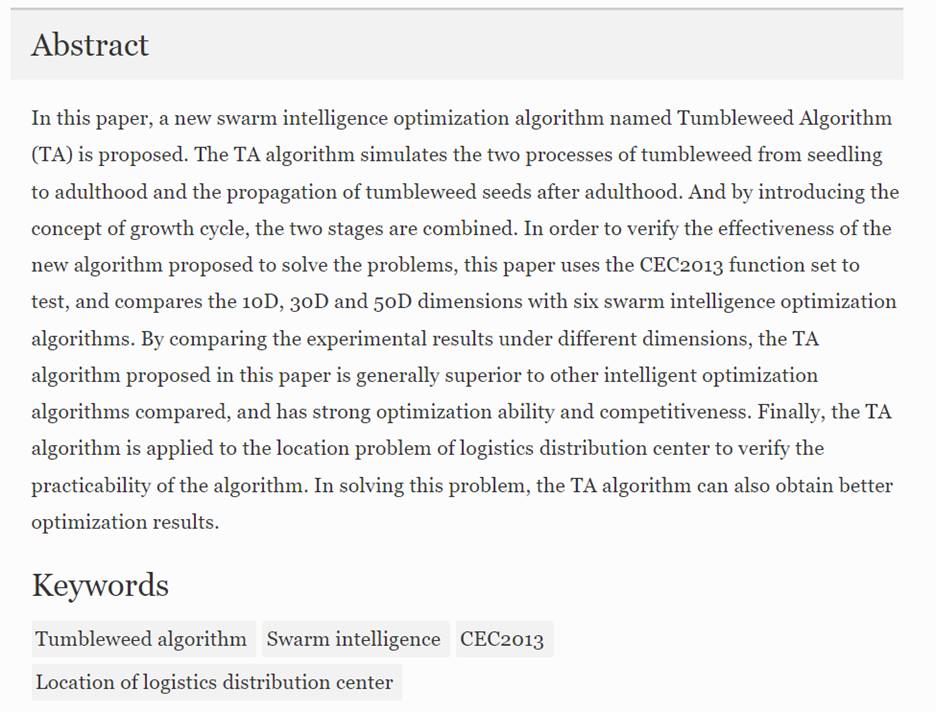 Abstract
In this paper, a new swarm intelligence optimization algorithm named Tumbleweed Algorithm
(TA) is proposed. The TA algorithm simulates the two processes of tumbleweed from seedling
to adulthood and the propagation of tumbleweed seeds after adulthood. And by introducing the
concept of growth cycle, the two stages are combined. In order to verify the effectiveness of the
new algorithm proposed to solve the problems, this paper uses the CEC2013 function set to
test, and compares the 10D, 30D and 50D dimensions with six swarm intelligence optimization
algorithms. By comparing the experimental results under different dimensions, the TA
algorithm proposed in this paper is generally superior to other intelligent optimization
algorithms compared, and has strong optimization ability and competitiveness. Finally, the TA
algorithm is applied to the location problem of logistics distribution center to verify the
practicability of the algorithm. In solving this problem, the TA algorithm can also obtain better
optimization results.
Keywords
Tumbleweed algorithm Swarm intelligence CEC2013
Location of logistics distribution center